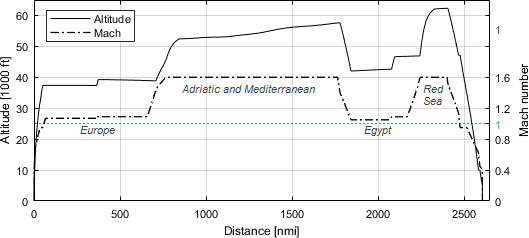 60
50
40
30
20
10
0
Altitude [1000 ft]
Altitude
Mach
Adriatic and Mediterranean
Red
Sea
Europe
Egypt
1
1.6
1.2
1
0.8
0.4
0
Mach number
0 500 1000 1500 2000 2500
Distance [nmi]